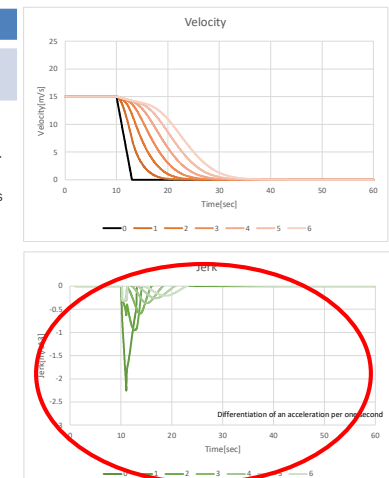 Velocity
25
20
15
10
5
0
Velocity[m/s]
0 10 20 30 40 50 60
Time[sec]
0 1 2 3 4 5 6
Jerk
0
-0.5
-1
-1.5
-2
-2.5
Differentiation of an acceleration per one second
0 10 20 30 40 50 60
Time[sec]
1 2 3 4 6